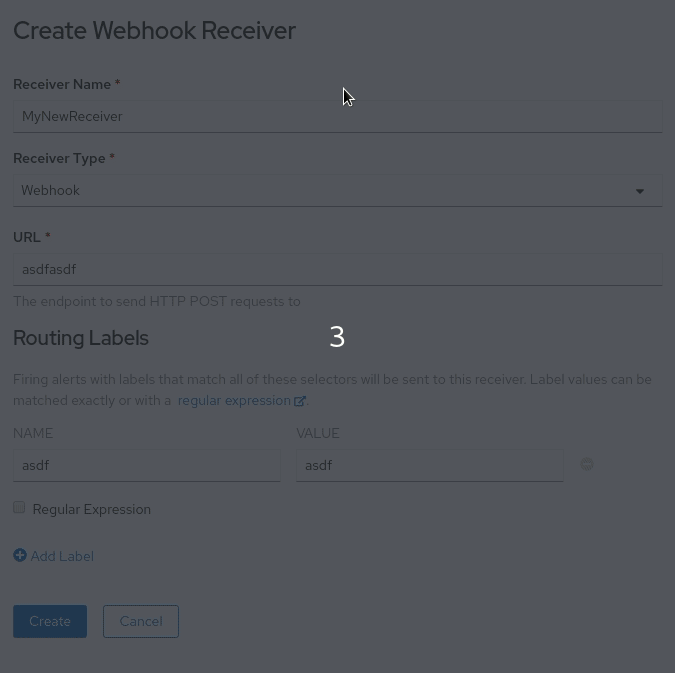 Create Webhook Receiver
Receiver Name *
MyNewReceiver
Receiver Type *
Webhook
URL *
asdfasdf
The endpoint to send HTTP POST requests to
Routing Labels
3
Firing alerts with labels that match all of these selectors will be sent to this receiver. Label values can be
matched exactly or with a regular expression.
NAME VALUE
asdf asdf
Regular Expression
Add Label
Create Cancel